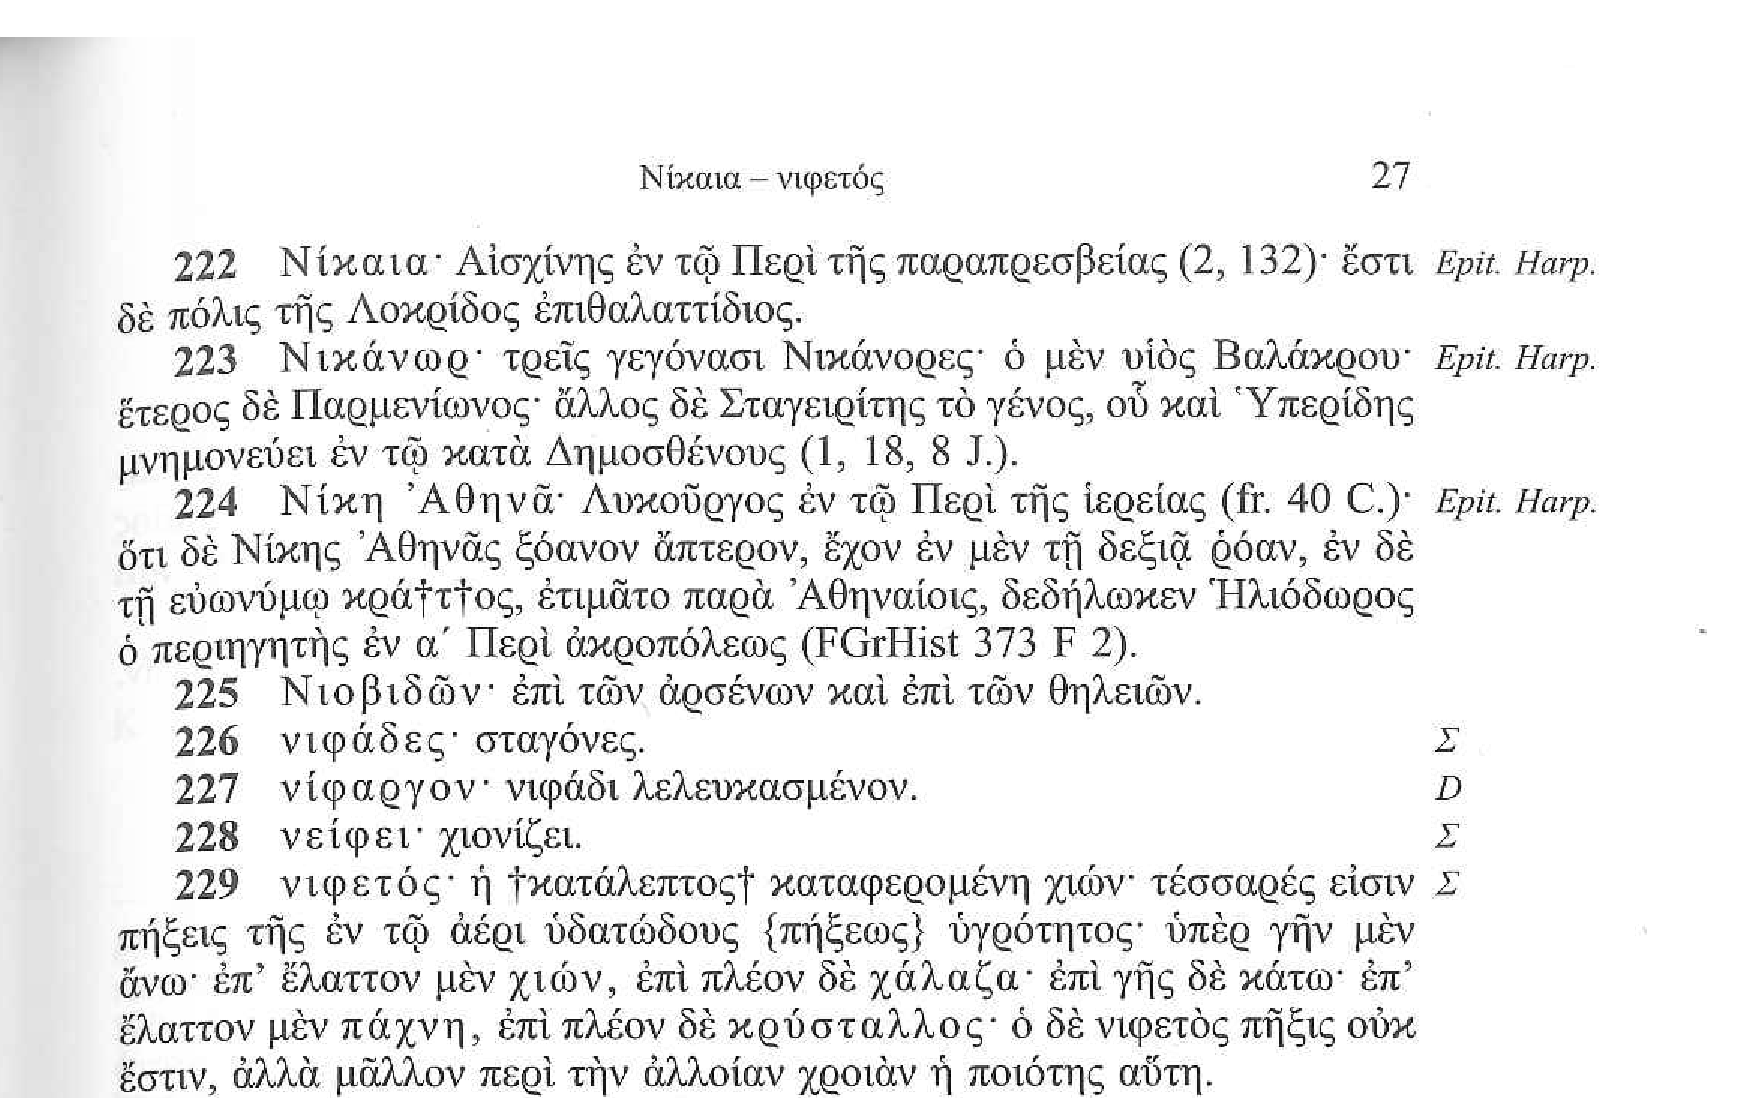 Νίκαια – νιφετός 27
222 Νίκαια· Αἰσχίνης ἐν τῷ Περὶ τῆς παραπρεσβείας (2, 132)· ἔστι Epit. Harp.
δὲ πόλις τῆς Λοκρίδος ἐπιθαλαττίδιος.
223 Νικάνωρ· τρεῖς γεγόνασι Νικάνορες· ὁ μὲν υἱὸς Βαλάκρου· Epit. Harp.
ἕτερος δὲ Παρμενίωνος· ἄλλος δὲ Σταγειρίτης τὸ γένος, οὗ καὶ Ὑπερίδης
μνημονεύει ἐν τῷ κατὰ Δημοσθένους (1, 18, 8 J.).
224 Νίκη Ἀθηνᾶ· Λυκοῦργος ἐν τῷ Περὶ τῆς ἱερείας (fr. 40 C.)· Epit. Harp.
ὅτι δὲ Νίκης Ἀθηνᾶς ξόανον ἄπτερον, ἔχον ἐν μὲν τῇ δεξιᾷ ῥόαν, ἐν δὲ
τῇ εὐωνύμῳ κρά†τ†ος, ἐτιμᾶτο παρὰ Ἀθηναίοις, δεδήλωκεν Ἡλιόδωρος
ὁ περιηγητὴς ἐν α΄ Περὶ ἀκροπόλεως (FGrHist 373 F 2).
225 Νιοβιδῶν· ἐπὶ τῶν ἀρσένων καὶ ἐπὶ τῶν θηλειῶν.
226 νιφάδες· σταγόνες. Σ
227 νίφαργον· νιφάδι λελευκασμένον. D
228 νείφει· χιονίζει. Σ
229 νιφετός· ἡ †κατάλεπτος† καταφερομένη χιών· τέσσαρές εἰσιν Σ
πήξεις τῆς ἐν τῷ ἀέρι ὑδατώδους {πήξεως} ὑγρότητος· ὑπὲρ γῆν μὲν
ἄνω· ἐπ’ ἔλαττον μὲν χιών, ἐπὶ πλέον δὲ χάλαζα· ἐπὶ γῆς δὲ κάτω· ἐπ’
ἔλαττον μὲν πάχνη, ἐπὶ πλέον δὲ κρύσταλλος· ὁ δὲ νιφετὸς πῆξις οὐκ
ἔστιν, ἀλλὰ μᾶλλον περὶ τὴν ἀλλοίαν χροιὰν ἡ ποιότης αὕτη.